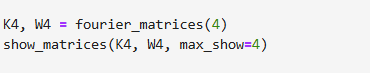 K4, W4 = fourier_matrices(4)
show_matrices(K4, W4, max_show=4)